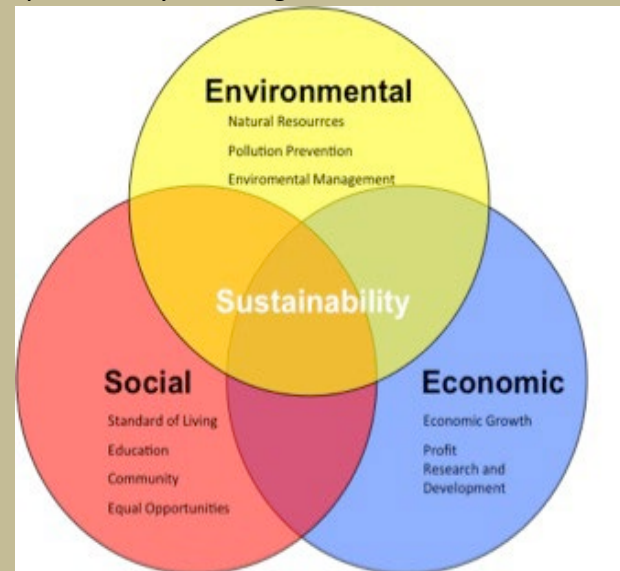 Environmental
Natural Resourrces
Pollution Prevention
Enviromental Management
Sustainability
Social
Standard of Living
Education
Community
Equal Opportunities
Economic
Economic Growth
Profit
Research and
Development